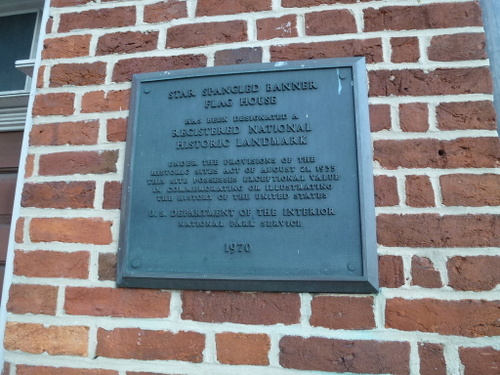 STAR SPANGLED BANNER
FLAG HOUSE
HAS BEEN DESIGNATED A
REGISTERED NATIONAL
HISTORIC LANDMARK
UNDER THE PROVISIONS OF THE
HISTORIC SITES ACT OF AUGUST 21, 1935
THIS SITE POSSESSES EXCEPTIONAL VALUE
IN COMMEMORATING OR ILLUSTRATING
THE HISTORY OF THE UNITED STATES
U. S. DEPARTMENT OF THE INTERIOR
NATIONAL PARK SERVICE
1970